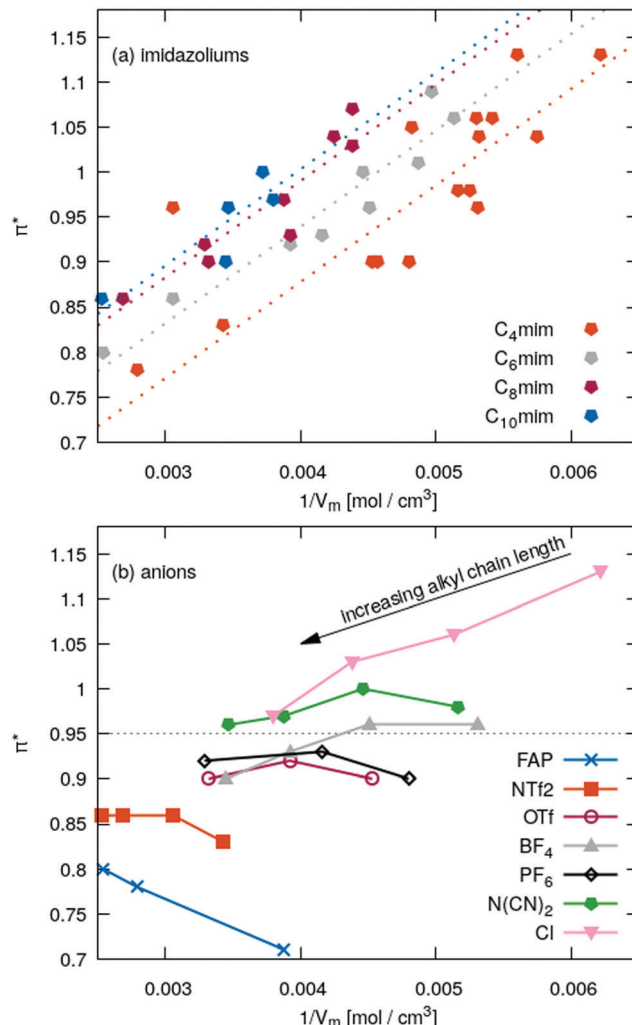 1.15
1.1
1.05
1
0.95
0.9
0.85
0.8
0.75
0.7
π*
(a) imidazoliums
C₄mim
C₆mim
C₈mim
C₁₀mim
0.003 0.004 0.005 0.006
1/Vₘ [mol / cm³]
1.15
1.1
1.05
1
0.95
0.9
0.85
0.8
0.75
0.7
π*
(b) anions
increasing alkyl chain length
FAP
NTf2
OTf
BF₄
PF₆
N(CN)₂
Cl
0.003 0.004 0.005 0.006
1/Vₘ [mol / cm³]